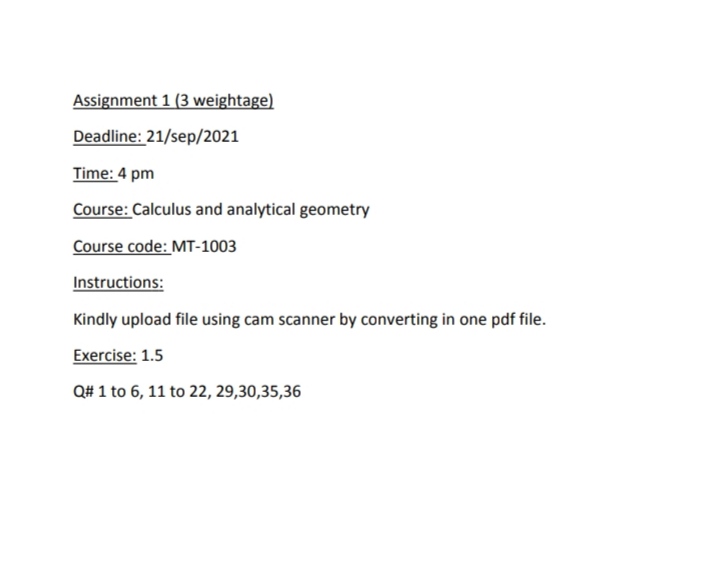 Assignment 1 (3 weightage)
Deadline: 21/sep/2021
Time: 4 pm
Course: Calculus and analytical geometry
Course code: MT-1003
Instructions:
Kindly upload file using cam scanner by converting in one pdf file.
Exercise: 1.5
Q# 1 to 6, 11 to 22, 29,30,35,36